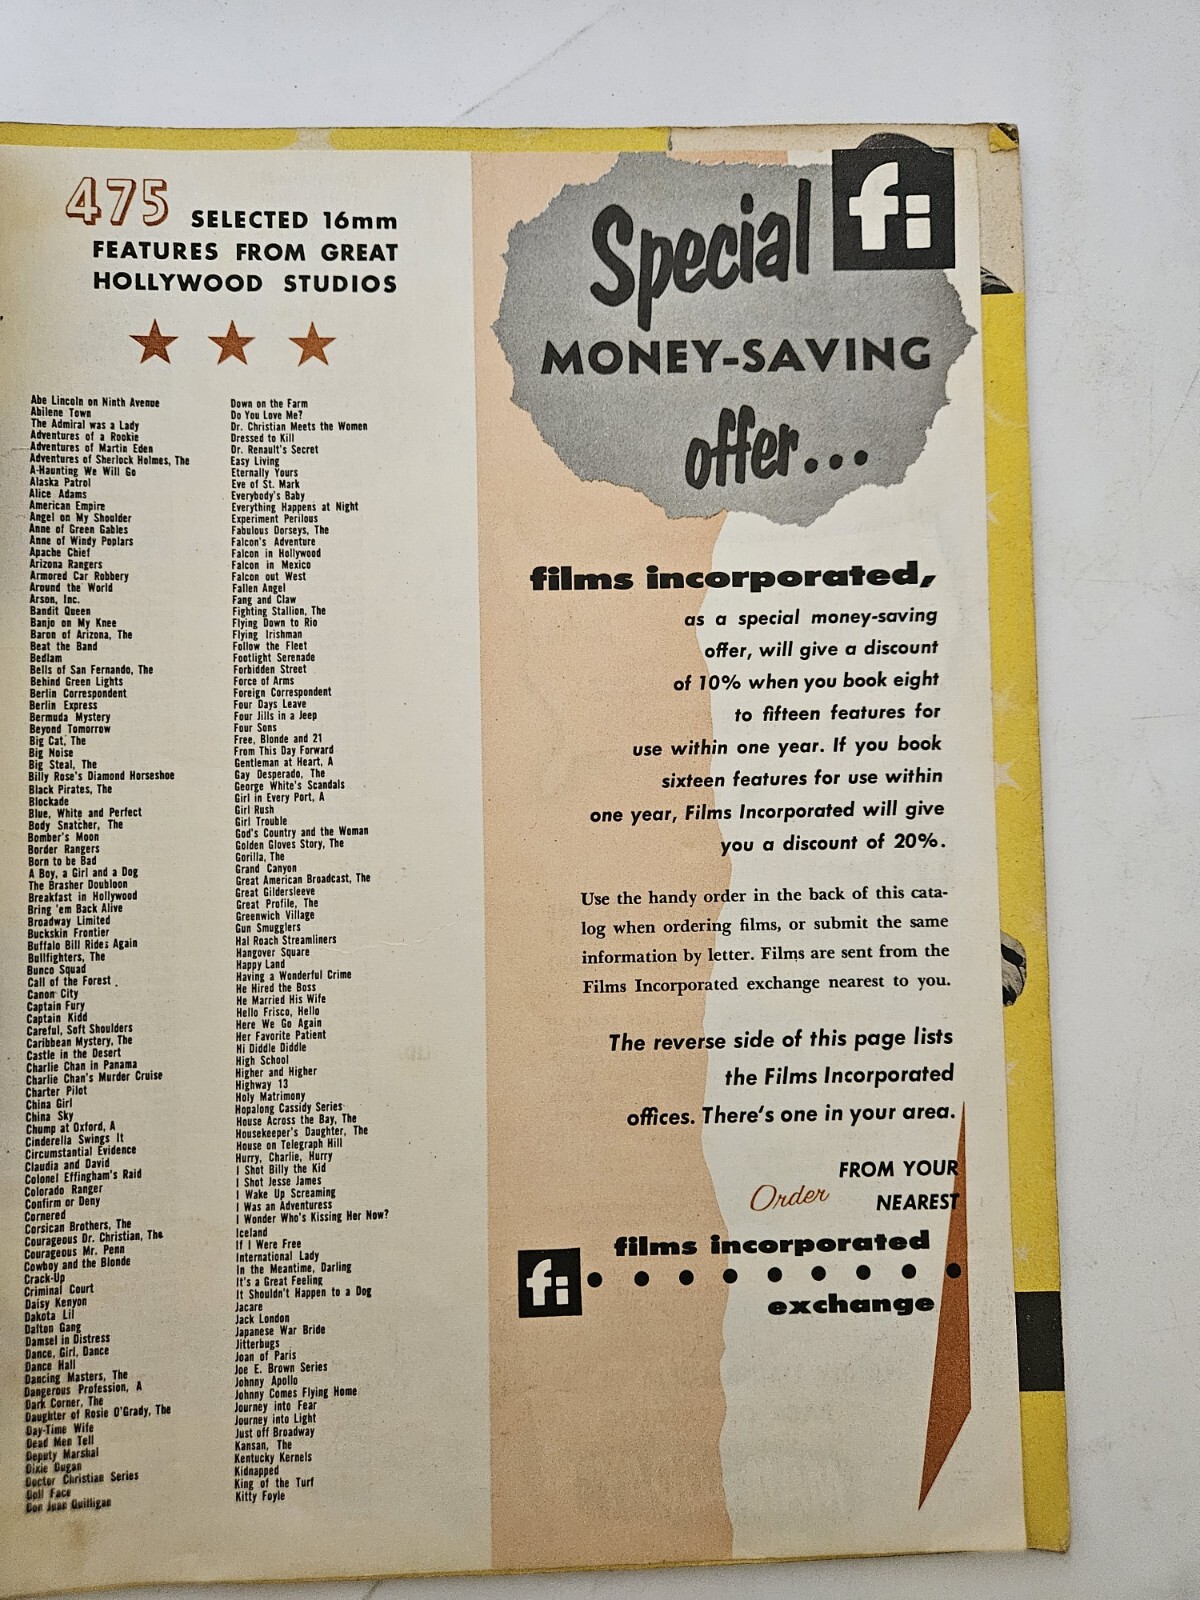 475 SELECTED 16mm
FEATURES FROM GREAT
HOLLYWOOD STUDIOS
Abe Lincoln on Ninth Avenue
Abilene Town
The Admiral was a Lady
Adventures of a Rookie
Adventures of Martin Eden
Adventures of Sherlock Holmes, The
A-Haunting We Will Go
Alaska Patrol
Alice Adams
American Empire
Angel on My Shoulder
Anne of Green Gables
Anne of Windy Poplars
Apache Chief
Arizona Rangers
Armored Car Robbery
Around the World
Arson, Inc.
Bandit Queen
Banjo on My Knee
Baron of Arizona, The
Beat the Band
Bedlam
Bells of San Fernando, The
Behind Green Lights
Berlin Correspondent
Berlin Express
Bermuda Mystery
Beyond Tomorrow
Big Cat, The
Big Noise
Big Steal, The
Billy Rose's Diamond Horseshoe
Black Pirates, The
Blockade
Blue, White and Perfect
Body Snatcher, The
Bomber's Moon
Border Rangers
Born to be Bad
A Boy, a Girl and a Dog
The Brasher Doubloon
Breakfast in Hollywood
Bring 'em Back Alive
Broadway Limited
Buckskin Frontier
Buffalo Bill Rides Again
Bullfighters, The
Bunco Squad
Call of the Forest
Canon City
Captain Fury
Captain Kidd
Careful, Soft Shoulders
Caribbean Mystery, The
Castle in the Desert
Charlie Chan in Panama
Charlie Chan's Murder Cruise
Charter Pilot
China Girl
China Sky
Chump at Oxford, A
Cinderella Swings It
Circumstantial Evidence
Claudia and David
Colonel Effingham's Raid
Colorado Ranger
Confirm or Deny
Cornered
Corsican Brothers, The
Courageous Dr. Christian, The
Courageous Mr. Penn
Cowboy and the Blonde
Crack-Up
Criminal Court
Daisy Kenyon
Dakota Lil
Dalton Gang
Damsel in Distress
Dance, Girl, Dance
Dance Hall
Dancing Masters, The
Dangerous Profession, A
Dark Corner, The
Daughter of Rosie O'Grady, The
Day-Time Wife
Dead Men Tell
Deputy Marshal
Dixie Dugan
Doctor Christian Series
Doll Face
Don Juan Quilligan
Down on the Farm
Do You Love Me?
Dr. Christian Meets the Women
Dressed to Kill
Dr. Renault's Secret
Easy Living
Eternally Yours
Eve of St. Mark
Everybody's Baby
Everything Happens at Night
Experiment Perilous
Fabulous Dorseys, The
Falcon's Adventure
Falcon in Hollywood
Falcon in Mexico
Falcon out West
Fallen Angel
Fang and Claw
Fighting Stallion, The
Flying Down to Rio
Flying Irishman
Follow the Fleet
Footlight Serenade
Forbidden Street
Force of Arms
Foreign Correspondent
Four Days Leave
Four Jills in a Jeep
Four Sons
Free, Blonde and 21
From This Day Forward
Gentleman at Heart, A
Gay Desperado, The
George White's Scandals
Girl in Every Port, A
Girl Rush
Girl Trouble
God's Country and the Woman
Golden Gloves Story, The
Gorilla, The
Grand Canyon
Great American Broadcast, The
Great Gildersleeve
Great Profile, The
Greenwich Village
Gun Smugglers
Hal Roach Streamliners
Hangover Square
Happy Land
Having a Wonderful Crime
He Hired the Boss
He Married His Wife
Hello Frisco, Hello
Here We Go Again
Her Favorite Patient
Hi Diddle Diddle
High School
Higher and Higher
Highway 13
Holy Matrimony
Hopalong Cassidy Series
House Across the Bay, The
Housekeeper's Daughter, The
House on Telegraph Hill
Hurry, Charlie, Hurry
I Shot Billy the Kid
I Shot Jesse James
I Wake Up Screaming
I Was an Adventuress
I Wonder Who's Kissing Her Now?
Iceland
If I Were Free
International Lady
In the Meantime, Darling
It's a Great Feeling
It Shouldn't Happen to a Dog
Jacare
Jack London
Japanese War Bride
Jitterbugs
Joan of Paris
Joe E. Brown Series
Johnny Apollo
Johnny Comes Flying Home
Journey into Fear
Journey into Light
Just off Broadway
Kansan, The
Kentucky Kernels
Kidnapped
King of the Turf
Kitty Foyle
fi
Special
MONEY-SAVING
offer...
films incorporated,
as a special money-saving
offer, will give a discount
of 10% when you book eight
to fifteen features for
use within one year. If you book
sixteen features for use within
one year, Films Incorporated will give
you a discount of 20%.
Use the handy order in the back of this cata-
log when ordering films, or submit the same
information by letter. Films are sent from the
Films Incorporated exchange nearest to you.
The reverse side of this page lists
the Films Incorporated
offices. There's one in your area.
FROM YOUR
Order NEAREST
films incorporated
fi
exchange